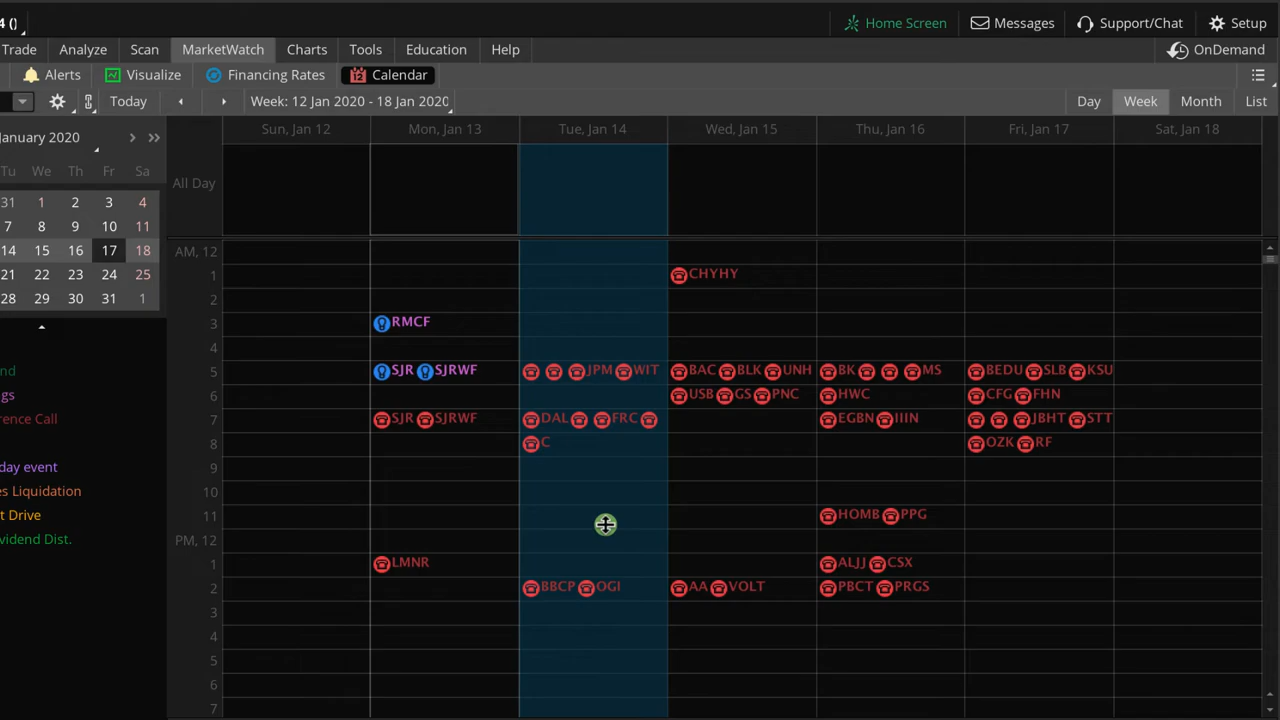 4 ()
Home Screen Messages Support/Chat Setup
Trade Analyze Scan MarketWatch Charts Tools Education Help OnDemand
Alerts Visualize Financing Rates Calendar
Today Week: 12 Jan 2020 - 18 Jan 2020 Day Week Month List
anuary 2020
Tu We Th Fr Sa
31 1 2 3 4
7 8 9 10 11
14 15 16 17 18
21 22 23 24 25
28 29 30 31 1
nd
gs
rence Call
day event
es Liquidation
t Drive
vidend Dist.
Sun, Jan 12 Mon, Jan 13 Tue, Jan 14 Wed, Jan 15 Thu, Jan 16 Fri, Jan 17 Sat, Jan 18
All Day
AM, 12
1 CHYHY
2
3 RMCF
4
5 SJR SJRWF JPM WIT BAC BLK UNH BK MS BEDU SLB KSU
6 USB GS PNC HWC CFG FHN
7 SJR SJRWF DAL FRC EGBN IIIN JBHT STT
8 C OZK RF
9
10
11 HOMB PPG
PM, 12
1 LMNR ALJJ CSX
2 BBCP OGI AA VOLT PBCT PRGS
3
4
5
6
7